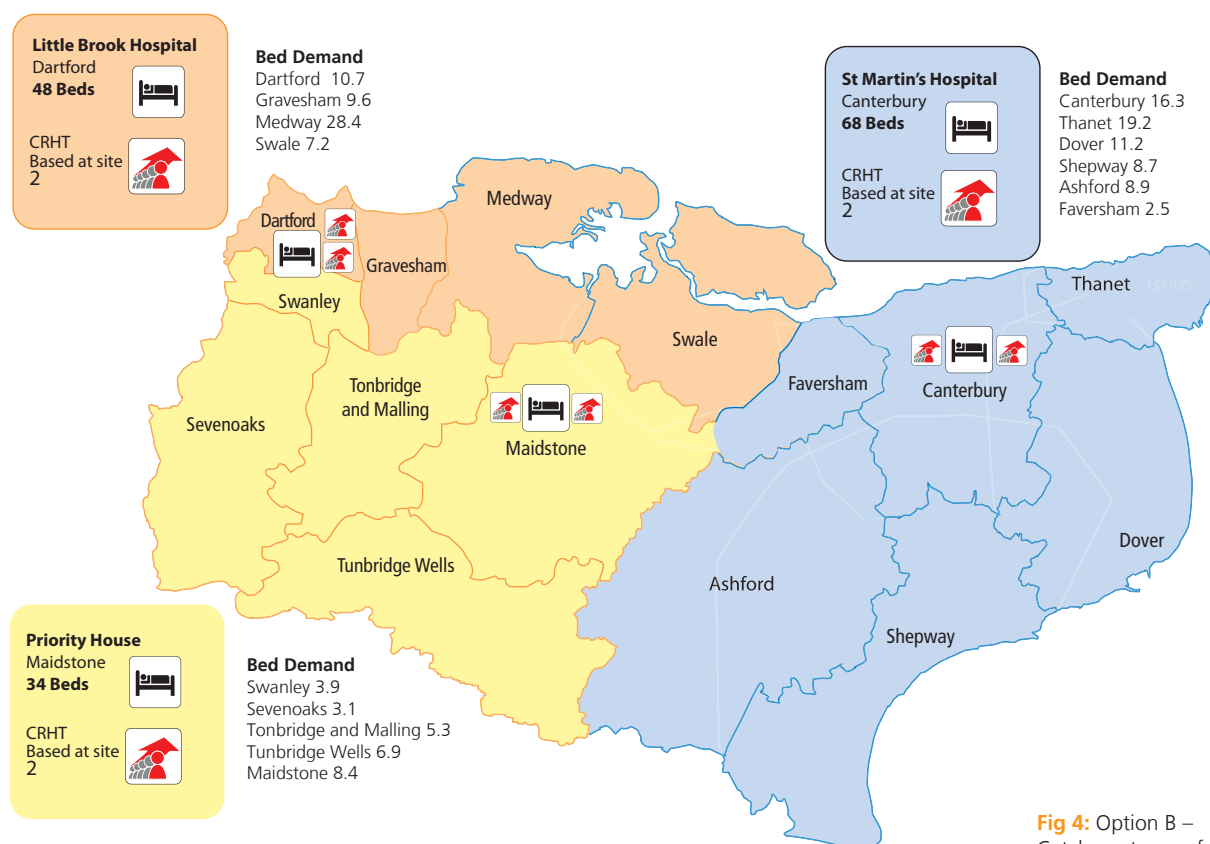 Little Brook Hospital
Dartford
48 Beds
CRHT
Based at site
2
Bed Demand
Dartford 10.7
Gravesham 9.6
Medway 28.4
Swale 7.2
St Martin's Hospital
Canterbury
68 Beds
CRHT
Based at site
2
Bed Demand
Canterbury 16.3
Thanet 19.2
Dover 11.2
Shepway 8.7
Ashford 8.9
Faversham 2.5
Medway
Dartford
Gravesham
Swanley
Thanet
Swale
Faversham
Canterbury
Tonbridge
and Malling
Sevenoaks
Maidstone
Dover
Tunbridge Wells
Ashford
Shepway
Priority House
Maidstone
34 Beds
CRHT
Based at site
2
Bed Demand
Swanley 3.9
Sevenoaks 3.1
Tonbridge and Malling 5.3
Tunbridge Wells 6.9
Maidstone 8.4
Fig 4: Option B –